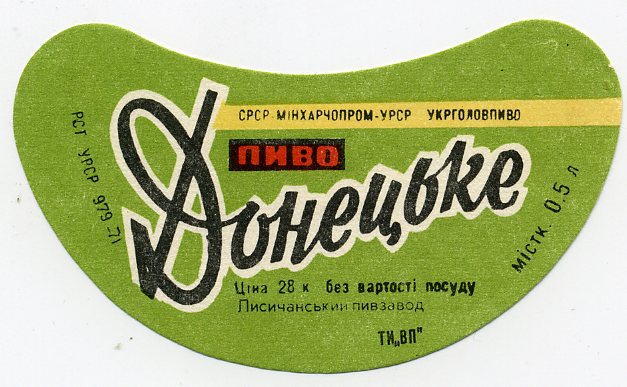 СРСР-МІНХАРЧОПРОМ-УРСР УКРГОЛОВПИВО
ПИВО
Донецьке
РСТ УРСР 979 71
містк. 0,5 л
Ціна 28 к без вартості посуду
Лисичанський пивзавод
ТИ„ВП"